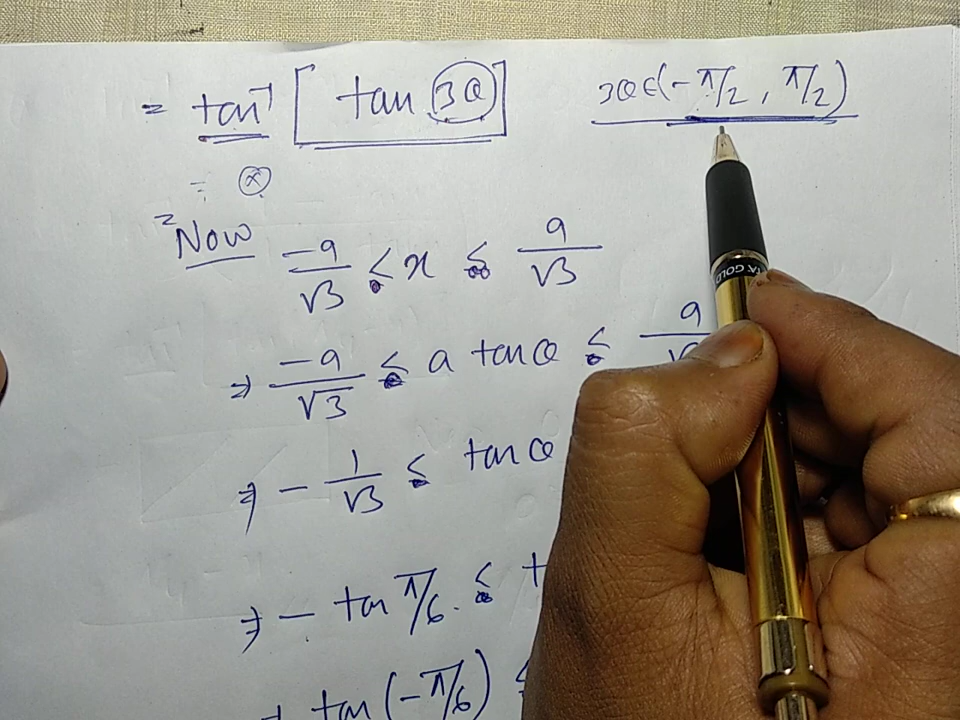 = tan⁻¹ [ tan 3θ ] 3θ ∈ (-π/2, π/2)
= x
= Now -a/√3 ≤ x ≤ a/√3
⇒ -a/√3 ≤ a tanθ ≤ a/√
⇒ - 1/√3 ≤ tanθ
⇒ - tan π/6 ≤ t
⇒ tan (-π/6) ≤
GOLD